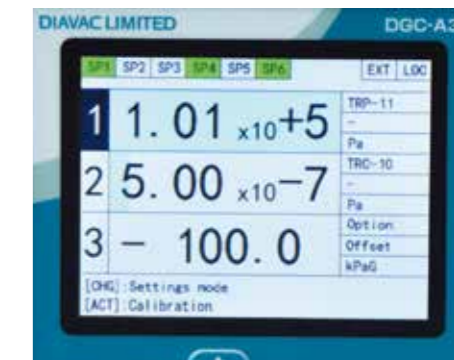 DIAVAC LIMITED
DGC-A3
SP1 SP2 SP3 SP4 SP5 SP6 EXT LOC
1 1.01 x10+5 TRP-11 - Pa
2 5.00 x10-7 TRC-10 - Pa
3 - 100.0 Option Offset kPaG
[CHG]:Settings mode
[ACT]:Calibration